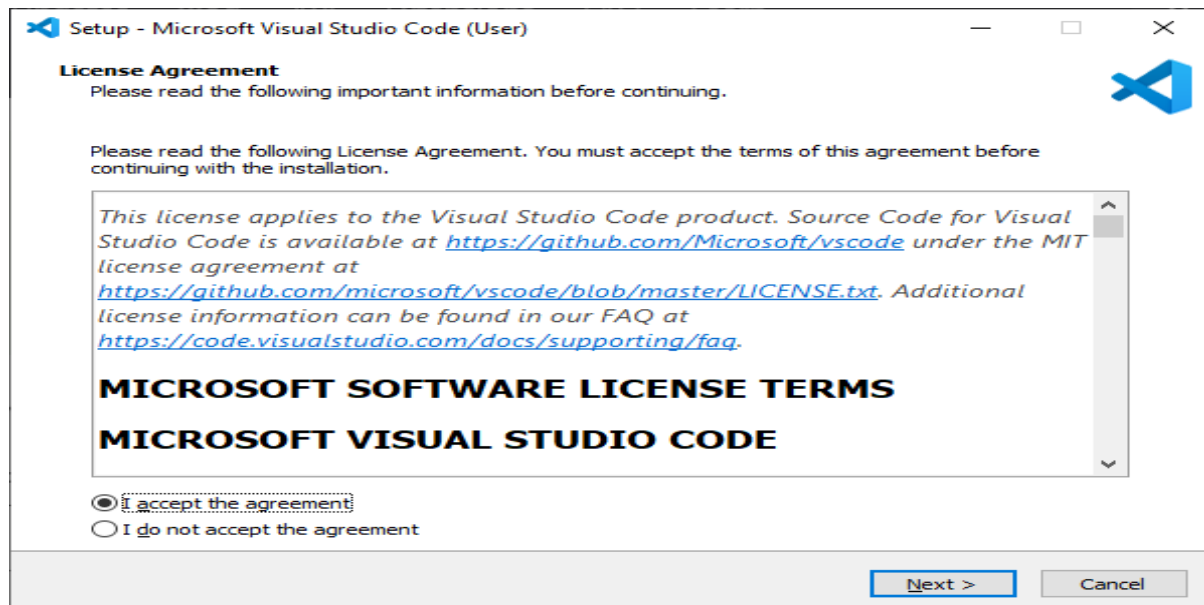 Setup - Microsoft Visual Studio Code (User)
License Agreement
Please read the following important information before continuing.
Please read the following License Agreement. You must accept the terms of this agreement before
continuing with the installation.
This license applies to the Visual Studio Code product. Source Code for Visual
Studio Code is available at https://github.com/Microsoft/vscode under the MIT
license agreement at
https://github.com/microsoft/vscode/blob/master/LICENSE.txt. Additional
license information can be found in our FAQ at
https://code.visualstudio.com/docs/supporting/faq.
MICROSOFT SOFTWARE LICENSE TERMS
MICROSOFT VISUAL STUDIO CODE
I accept the agreement
I do not accept the agreement
Next > Cancel